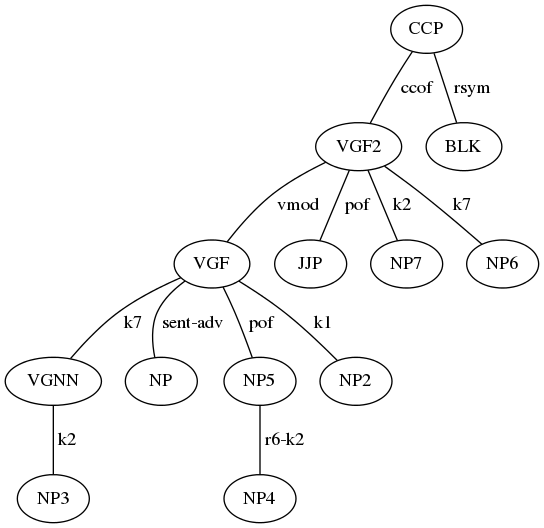 CCP
ccof rsym
VGF2 BLK
vmod pof k2 k7
VGF JJP NP7 NP6
k7 sent-adv pof k1
VGNN NP NP5 NP2
k2 r6-k2
NP3 NP4